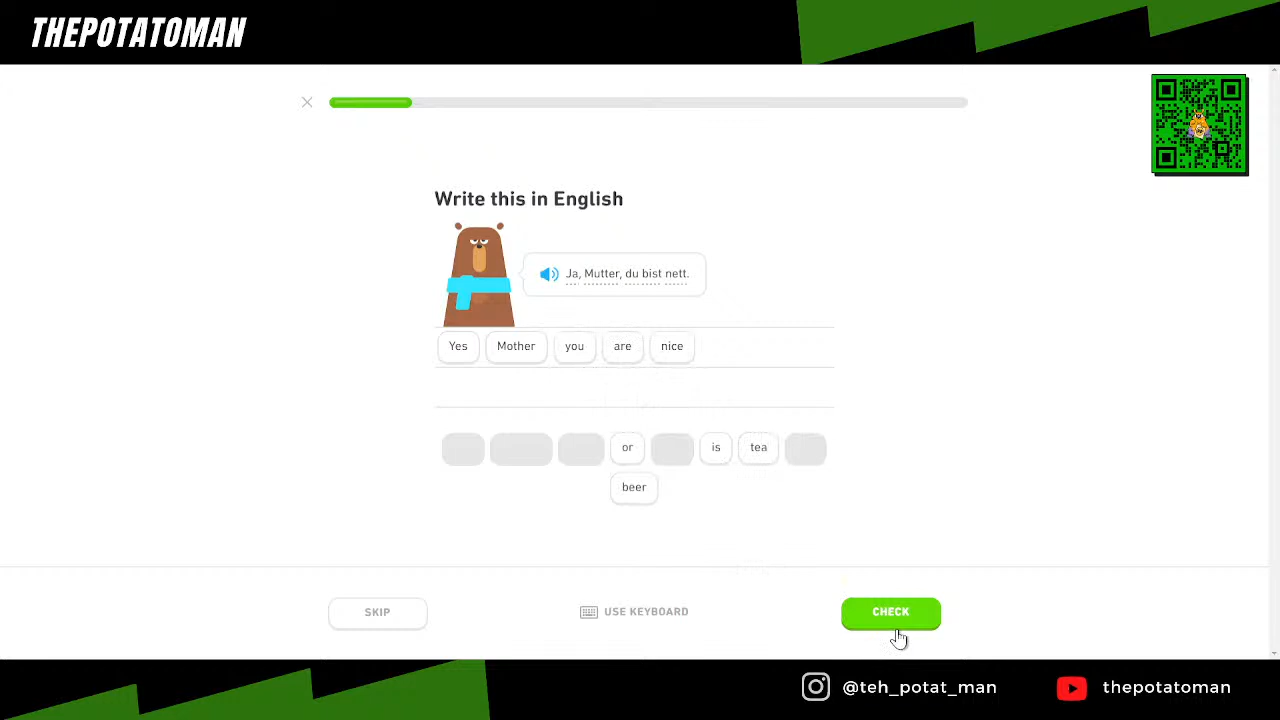 THEPOTATOMAN
Write this in English
Ja, Mutter, du bist nett.
Yes Mother you are nice
or is tea
beer
SKIP USE KEYBOARD CHECK
@teh_potat_man thepotatoman